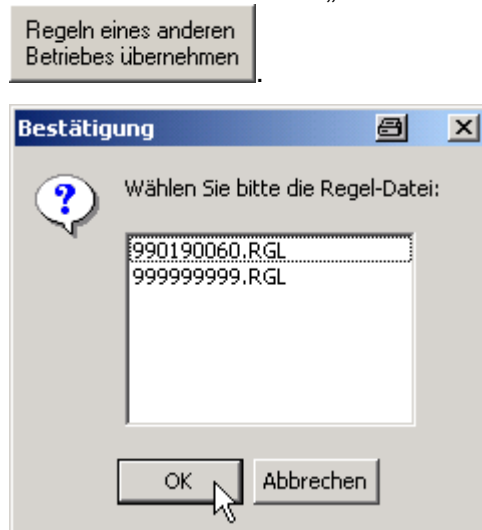 „
Regeln eines anderen
Betriebes übernehmen
.
Bestätigung
?
Wählen Sie bitte die Regel-Datei:
990190060.RGL
999999999.RGL
OK Abbrechen